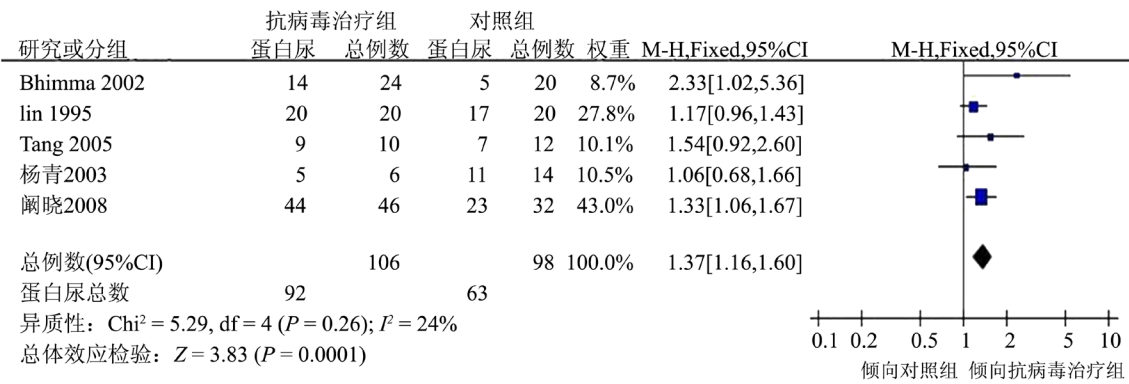 抗病毒治疗组 对照组
研究或分组 蛋白尿 总例数 蛋白尿 总例数 权重 M-H,Fixed,95%CI M-H,Fixed,95%CI
Bhimma 2002 14 24 5 20 8.7% 2.33[1.02,5.36]
lin 1995 20 20 17 20 27.8% 1.17[0.96,1.43]
Tang 2005 9 10 7 12 10.1% 1.54[0.92,2.60]
杨青2003 5 6 11 14 10.5% 1.06[0.68,1.66]
阚晓2008 44 46 23 32 43.0% 1.33[1.06,1.67]
总例数(95%CI) 106 98 100.0% 1.37[1.16,1.60]
蛋白尿总数 92 63
异质性：Chi² = 5.29, df = 4 (P = 0.26); I² = 24%
总体效应检验：Z = 3.83 (P = 0.0001)
0.1 0.2 0.5 1 2 5 10
倾向对照组 倾向抗病毒治疗组